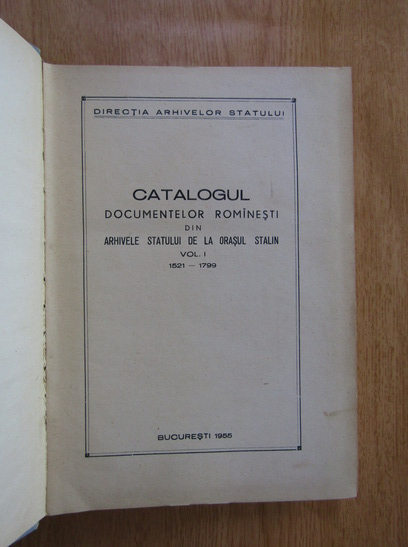 DIRECȚIA ARHIVELOR STATULUI
CATALOGUL
DOCUMENTELOR ROMÎNEȘTI
DIN
ARHIVELE STATULUI DE LA ORAȘUL STALIN
VOL. I
1521 — 1799
BUCUREȘTI 1955